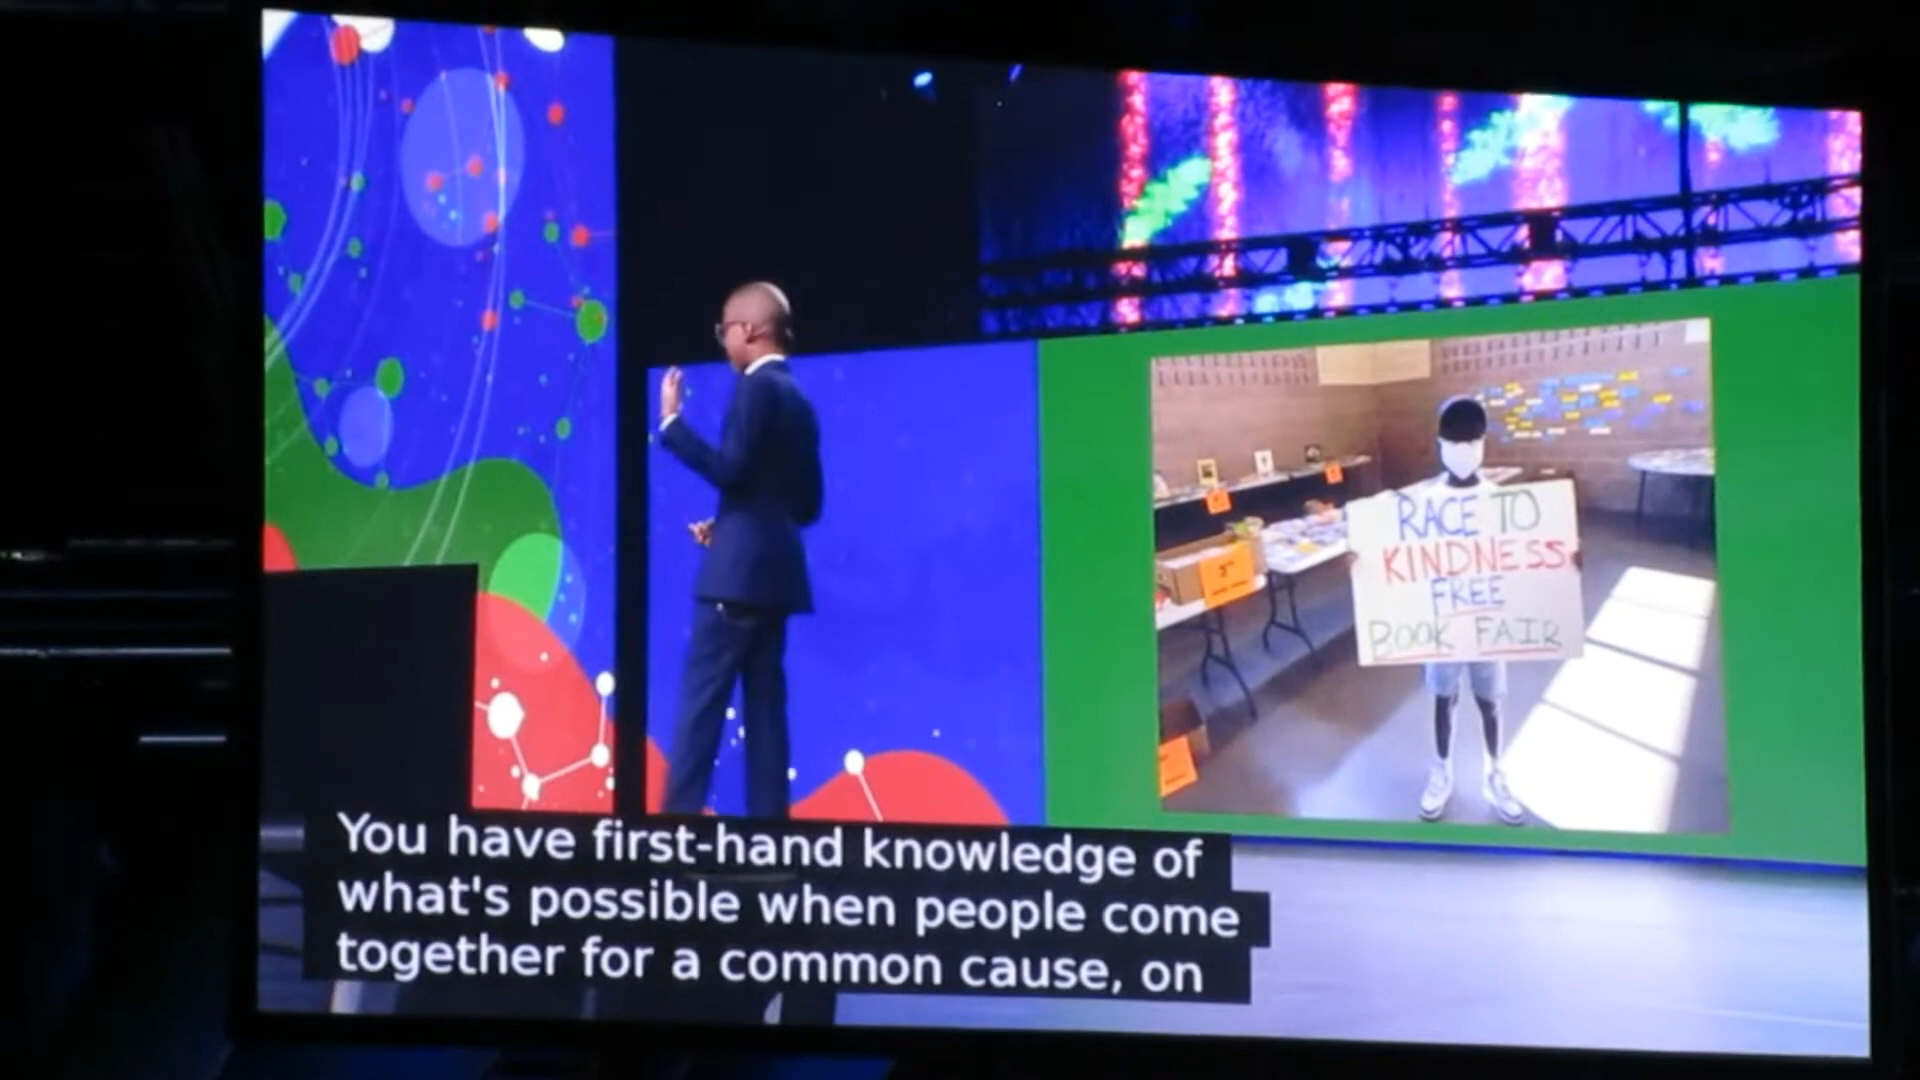 RACE TO
KINDNESS
FREE
BOOK FAIR
You have first-hand knowledge of
what's possible when people come
together for a common cause, on